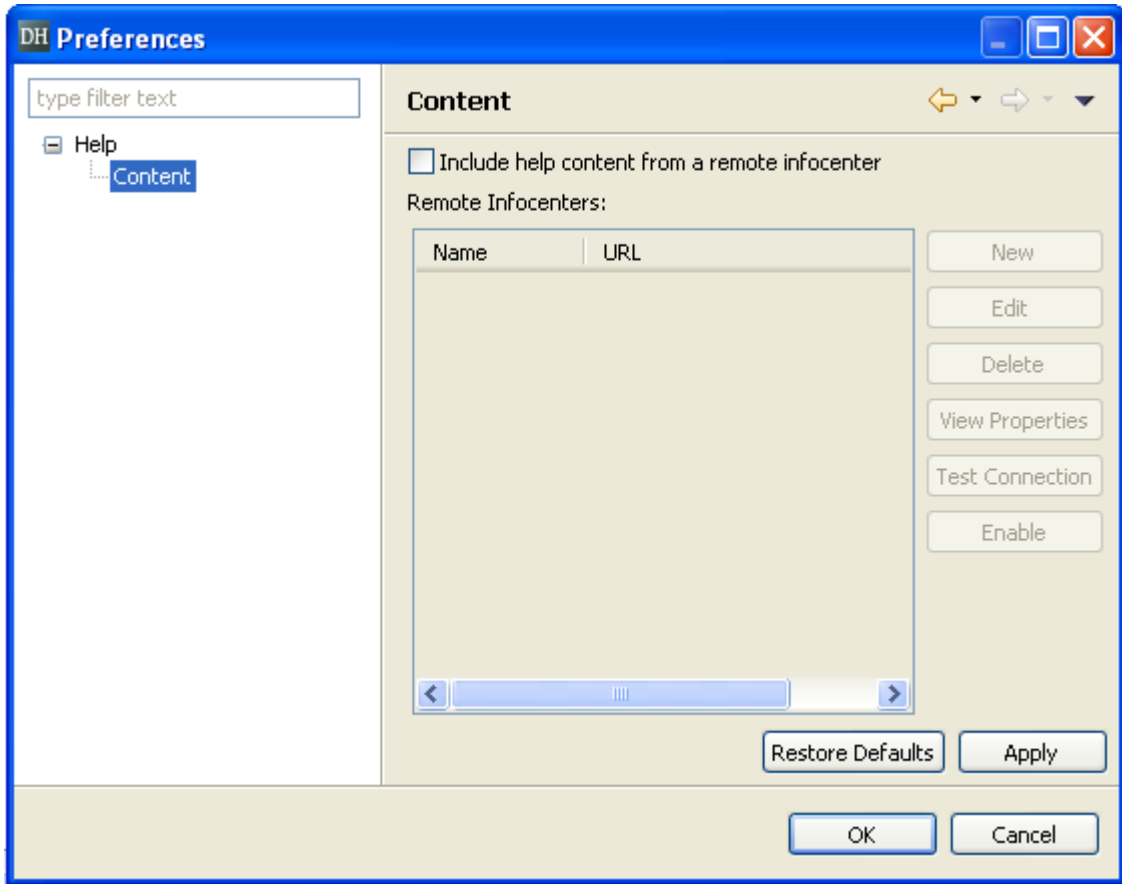 DH Preferences
type filter text
Content
Help
Content
Include help content from a remote infocenter
Remote Infocenters:
Name URL
New
Edit
Delete
View Properties
Test Connection
Enable
Restore Defaults Apply
OK Cancel